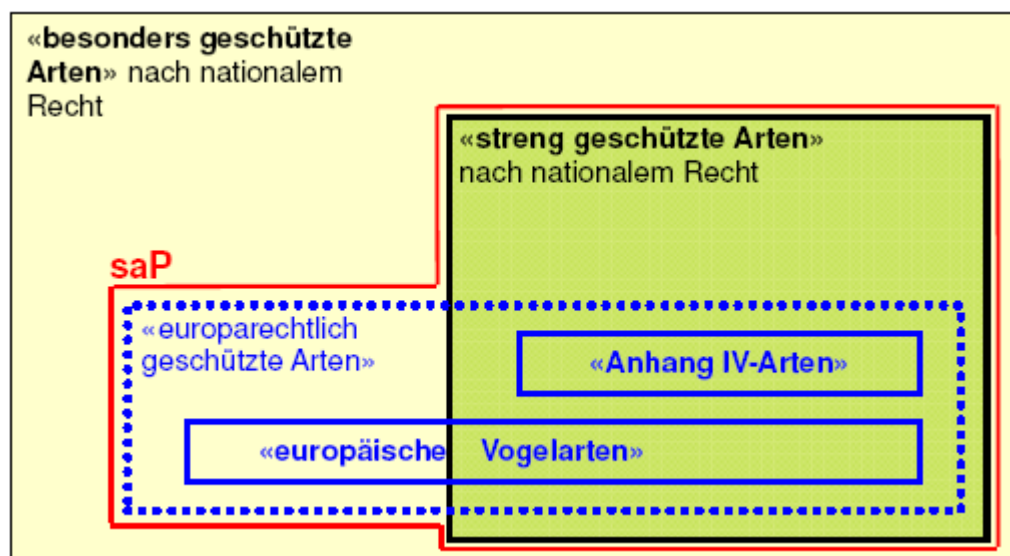 «besonders geschützte
Arten» nach nationalem
Recht
«streng geschützte Arten»
nach nationalem Recht
saP
«europarechtlich
geschützte Arten»
«Anhang IV-Arten»
«europäische Vogelarten»